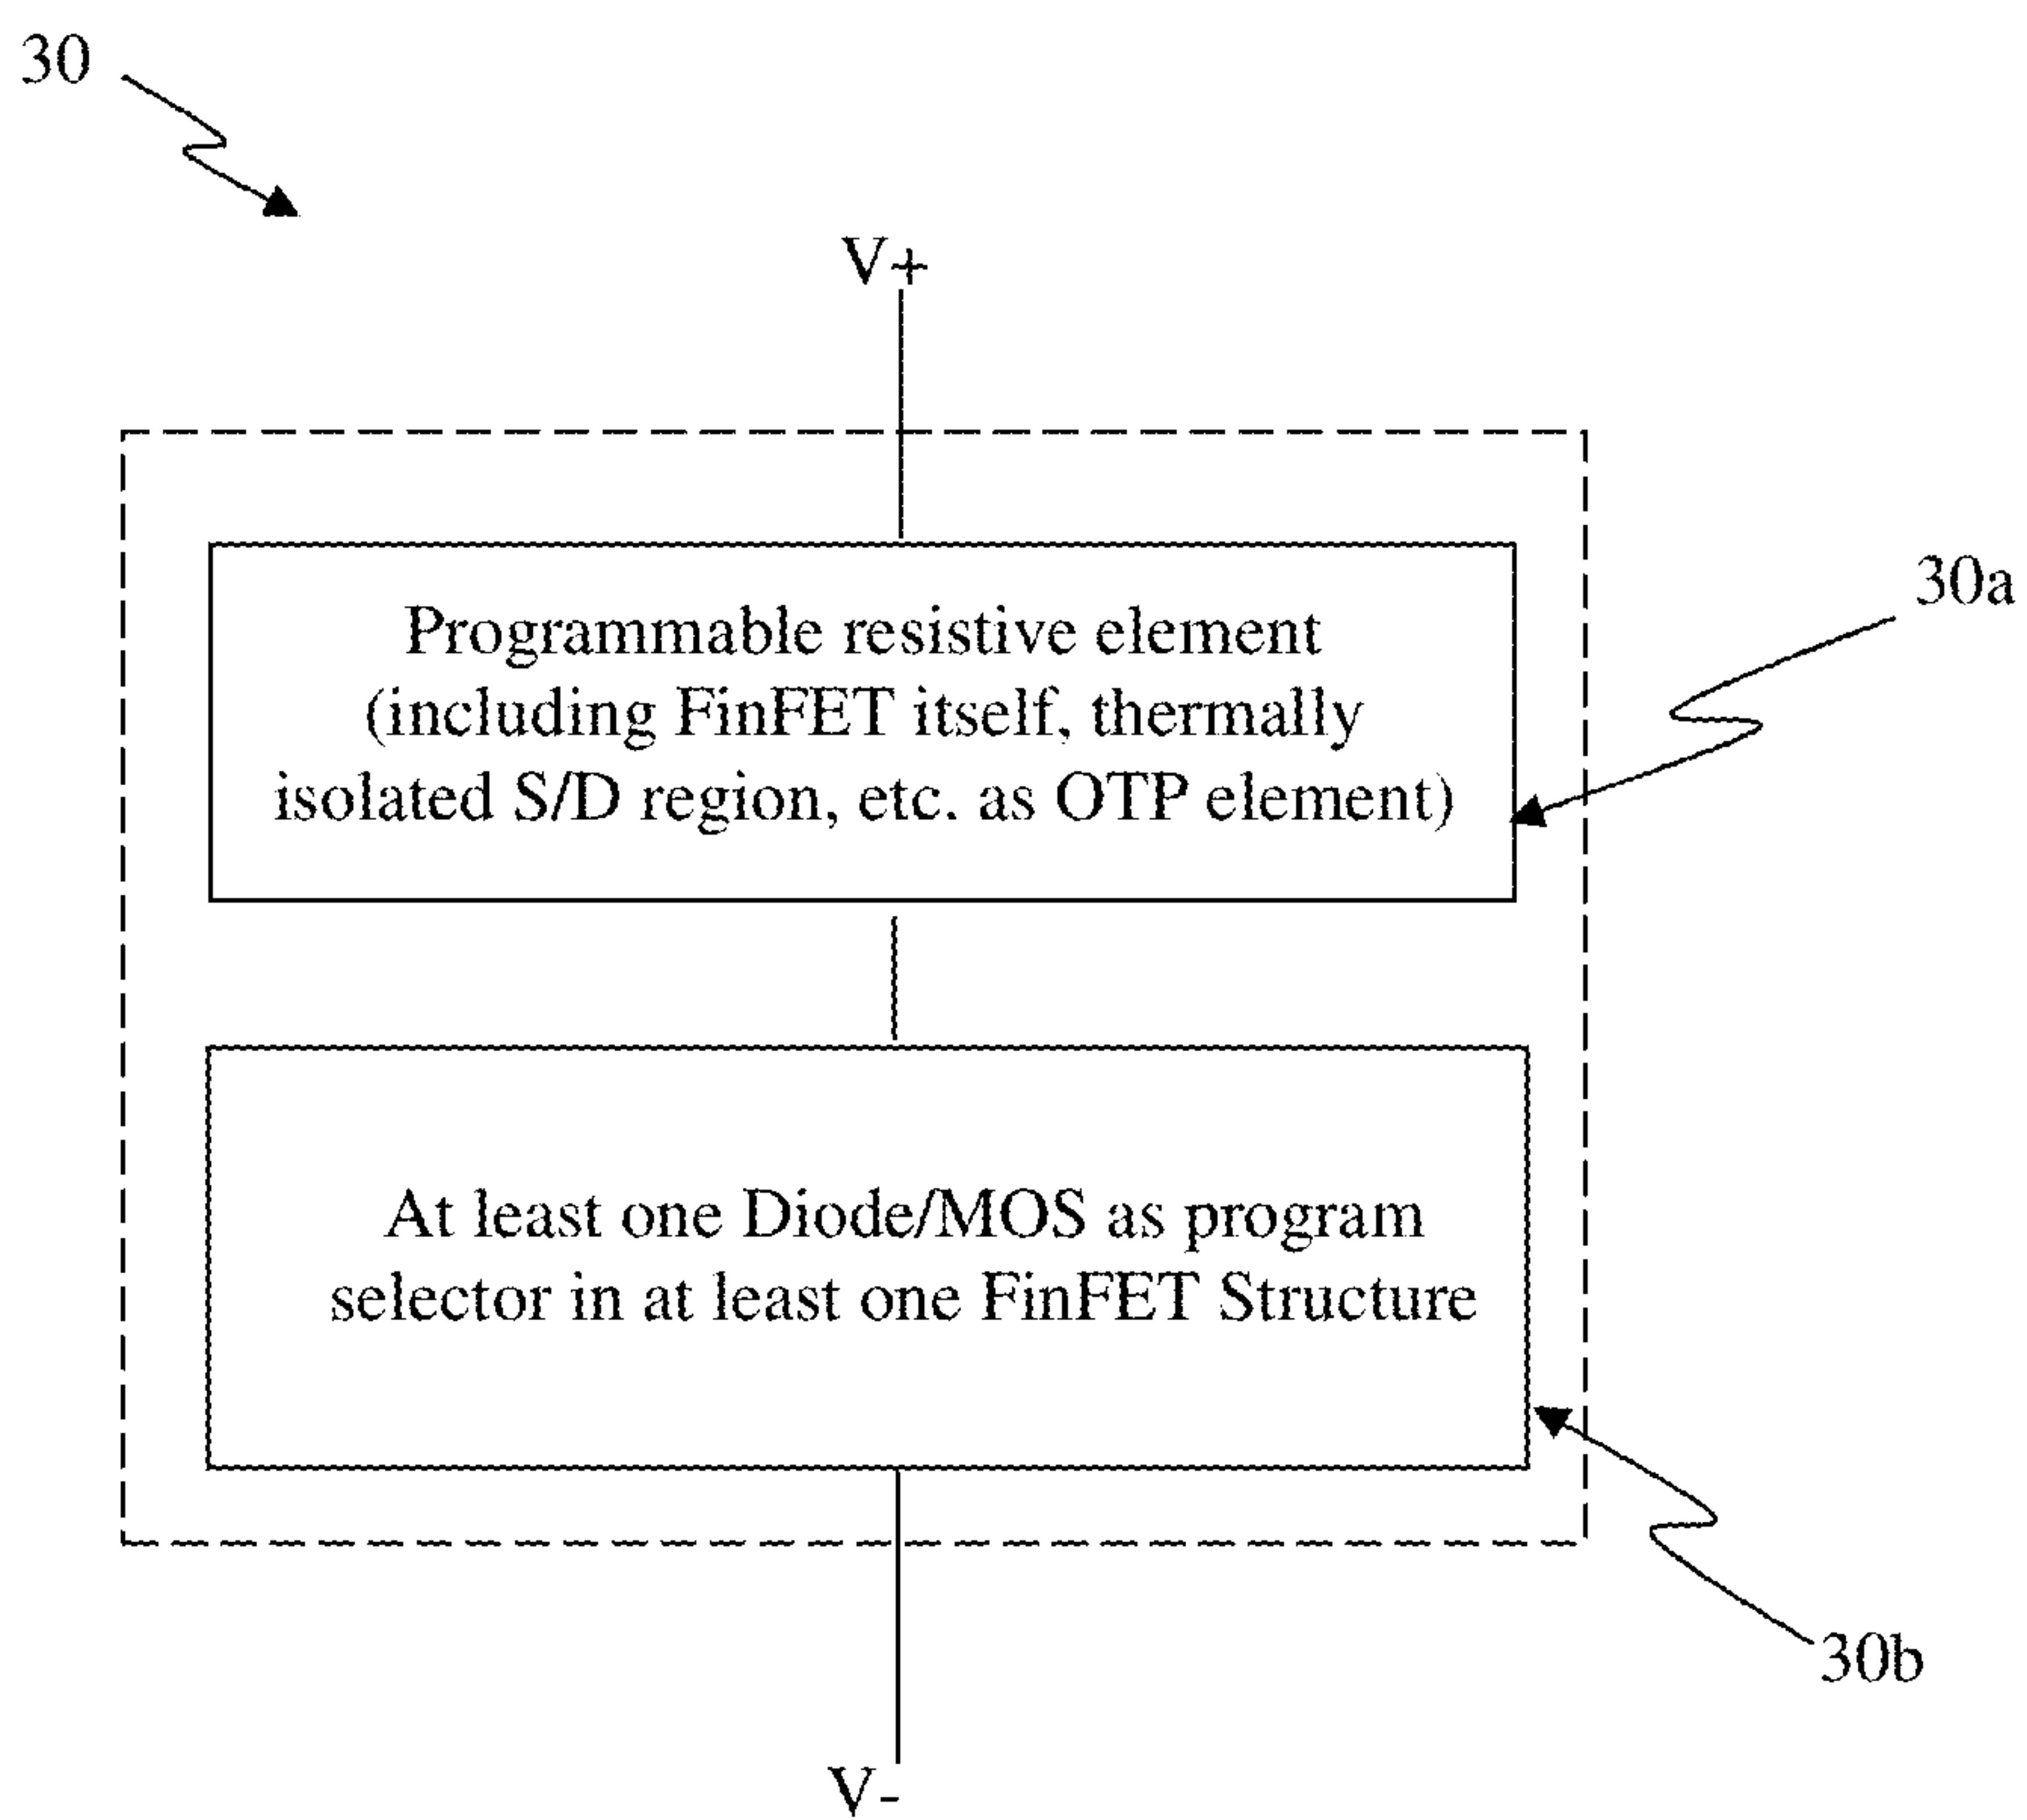 30
V+
30a
Programmable resistive element
(including FinFET itself, thermally
isolated S/D region, etc. as OTP element)
At least one Diode/MOS as program
selector in at least one FinFET Structure
30b
V-